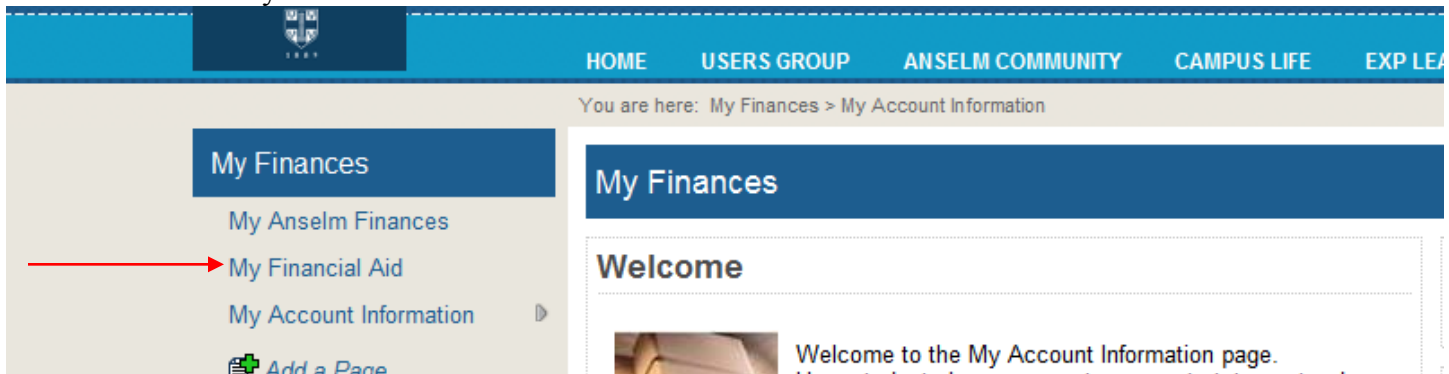 1889
HOME USERS GROUP ANSELM COMMUNITY CAMPUS LIFE EXP
You are here: My Finances > My Account Information
My Finances
My Anselm Finances
My Financial Aid
My Account Information
Add a Page
My Finances
Welcome
Welcome to the My Account Information page.